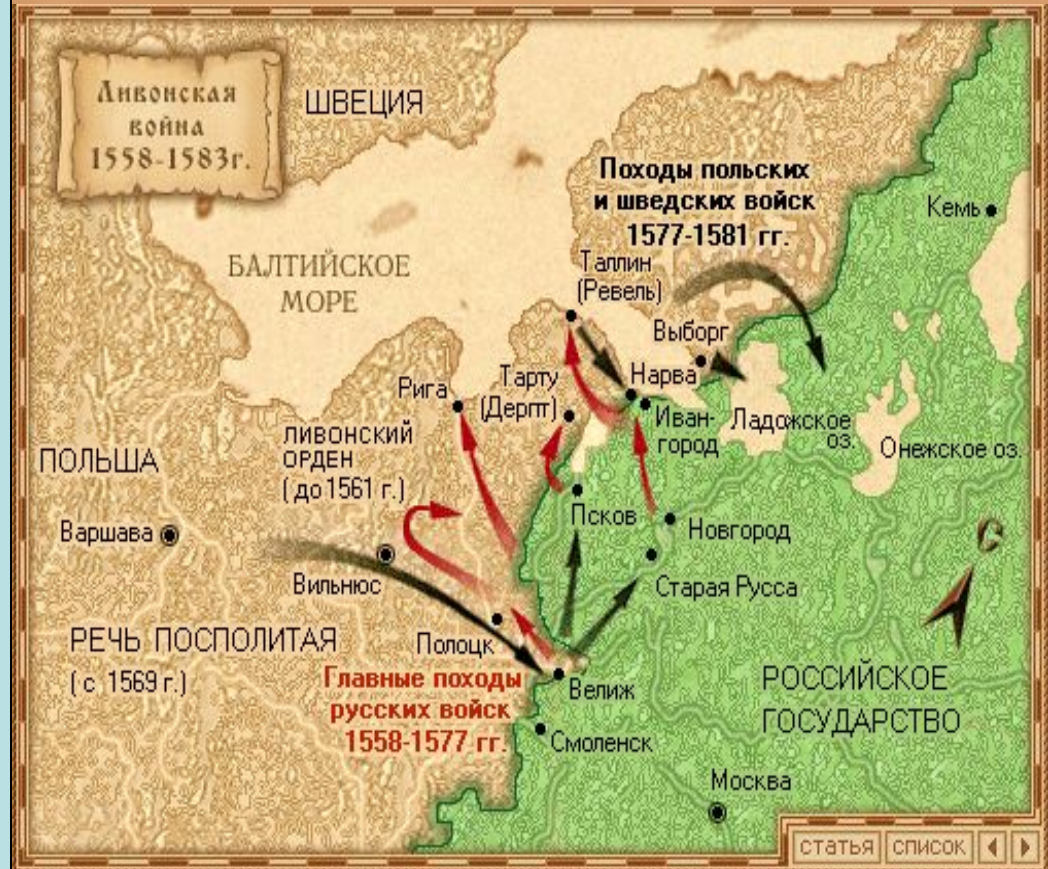 Ливонская
война
1558-1583г.
ШВЕЦИЯ
Походы польских
и шведских войск
1577-1581 гг.
Кемь
БАЛТИЙСКОЕ
МОРЕ
Таллин
(Ревель)
Выборг
Нарва
Рига
Тарту
(Дерпт)
Иван-
город
Ладожское
оз.
Онежское оз.
ЛИВОНСКИЙ
ОРДЕН
(до 1561 г.)
ПОЛЬША
Варшава
Псков
Новгород
Вильнюс
Старая Русса
С
РЕЧЬ ПОСПОЛИТАЯ
(с 1569 г.)
Полоцк
Главные походы
русских войск
1558-1577 гг.
Велиж
РОССИЙСКОЕ
ГОСУДАРСТВО
Смоленск
Москва
статья список